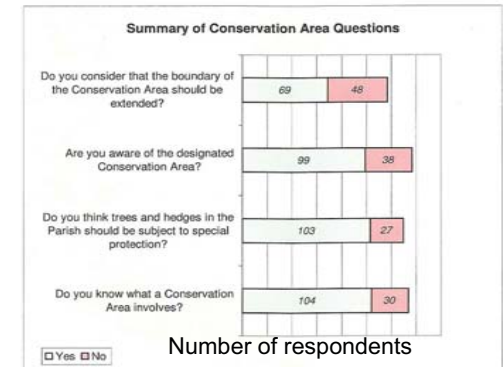 Summary of Conservation Area Questions
Do you consider that the boundary of
the Conservation Area should be
extended?
69 48
Are you aware of the designated
Conservation Area?
99 38
Do you think trees and hedges in the
Parish should be subject to special
protection?
103 27
Do you know what a Conservation
Area involves?
104 30
Number of respondents
Yes No